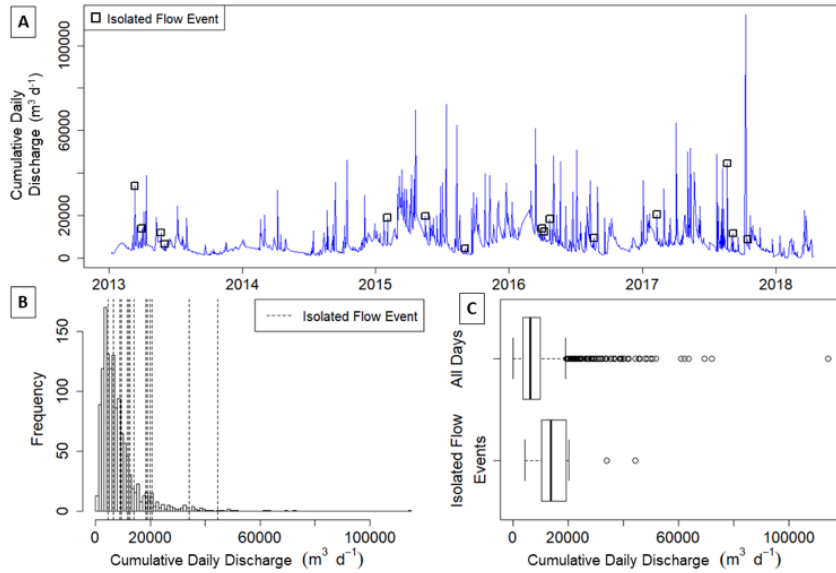 A
Isolated Flow Event
Cumulative Daily
Discharge (m³ d⁻¹)
100000
60000
20000
0
2013 2014 2015 2016 2017 2018
B
Isolated Flow Event
Frequency
150
100
50
0
0 20000 60000 100000
Cumulative Daily Discharge (m³ d⁻¹)
C
All Days
Isolated Flow
Events
0 20000 60000 100000
Cumulative Daily Discharge (m³ d⁻¹)